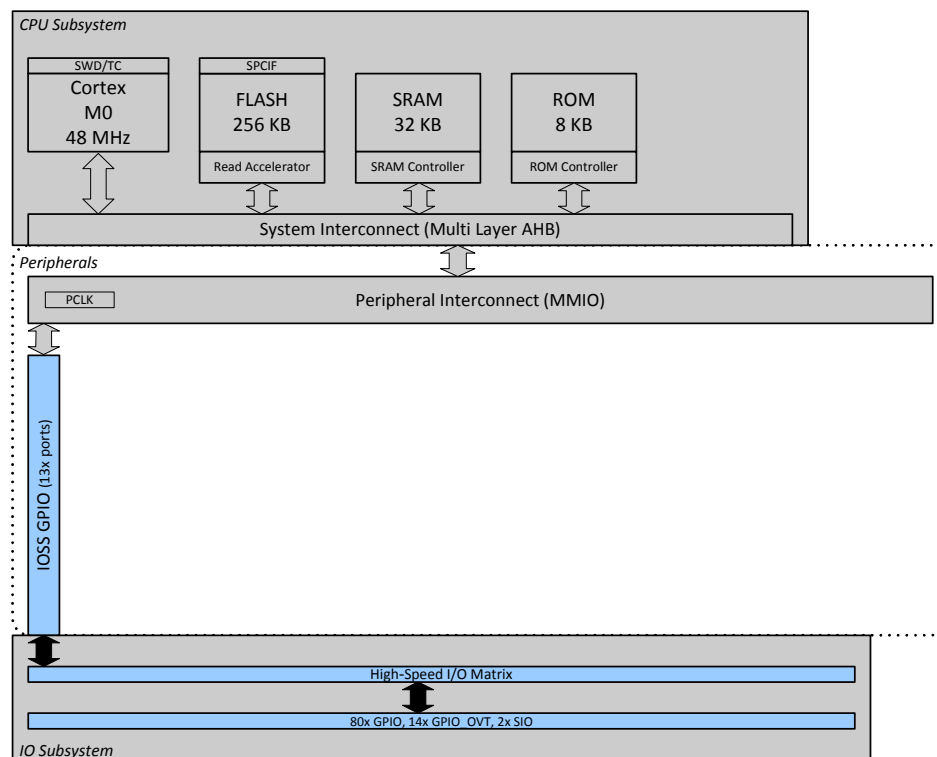 CPU Subsystem
SWD/TC
Cortex
M0
48 MHz
SPCIF
FLASH
256 KB
Read Accelerator
SRAM
32 KB
SRAM Controller
ROM
8 KB
ROM Controller
System Interconnect (Multi Layer AHB)
Peripherals
PCLK
Peripheral Interconnect (MMIO)
IOSS GPIO (13x ports)
High-Speed I/O Matrix
80x GPIO, 14x GPIO_OVT, 2x SIO
IO Subsystem